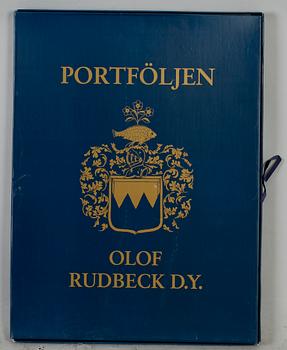 PORTFÖLJEN
OLOF
RUDBECK D.Y.